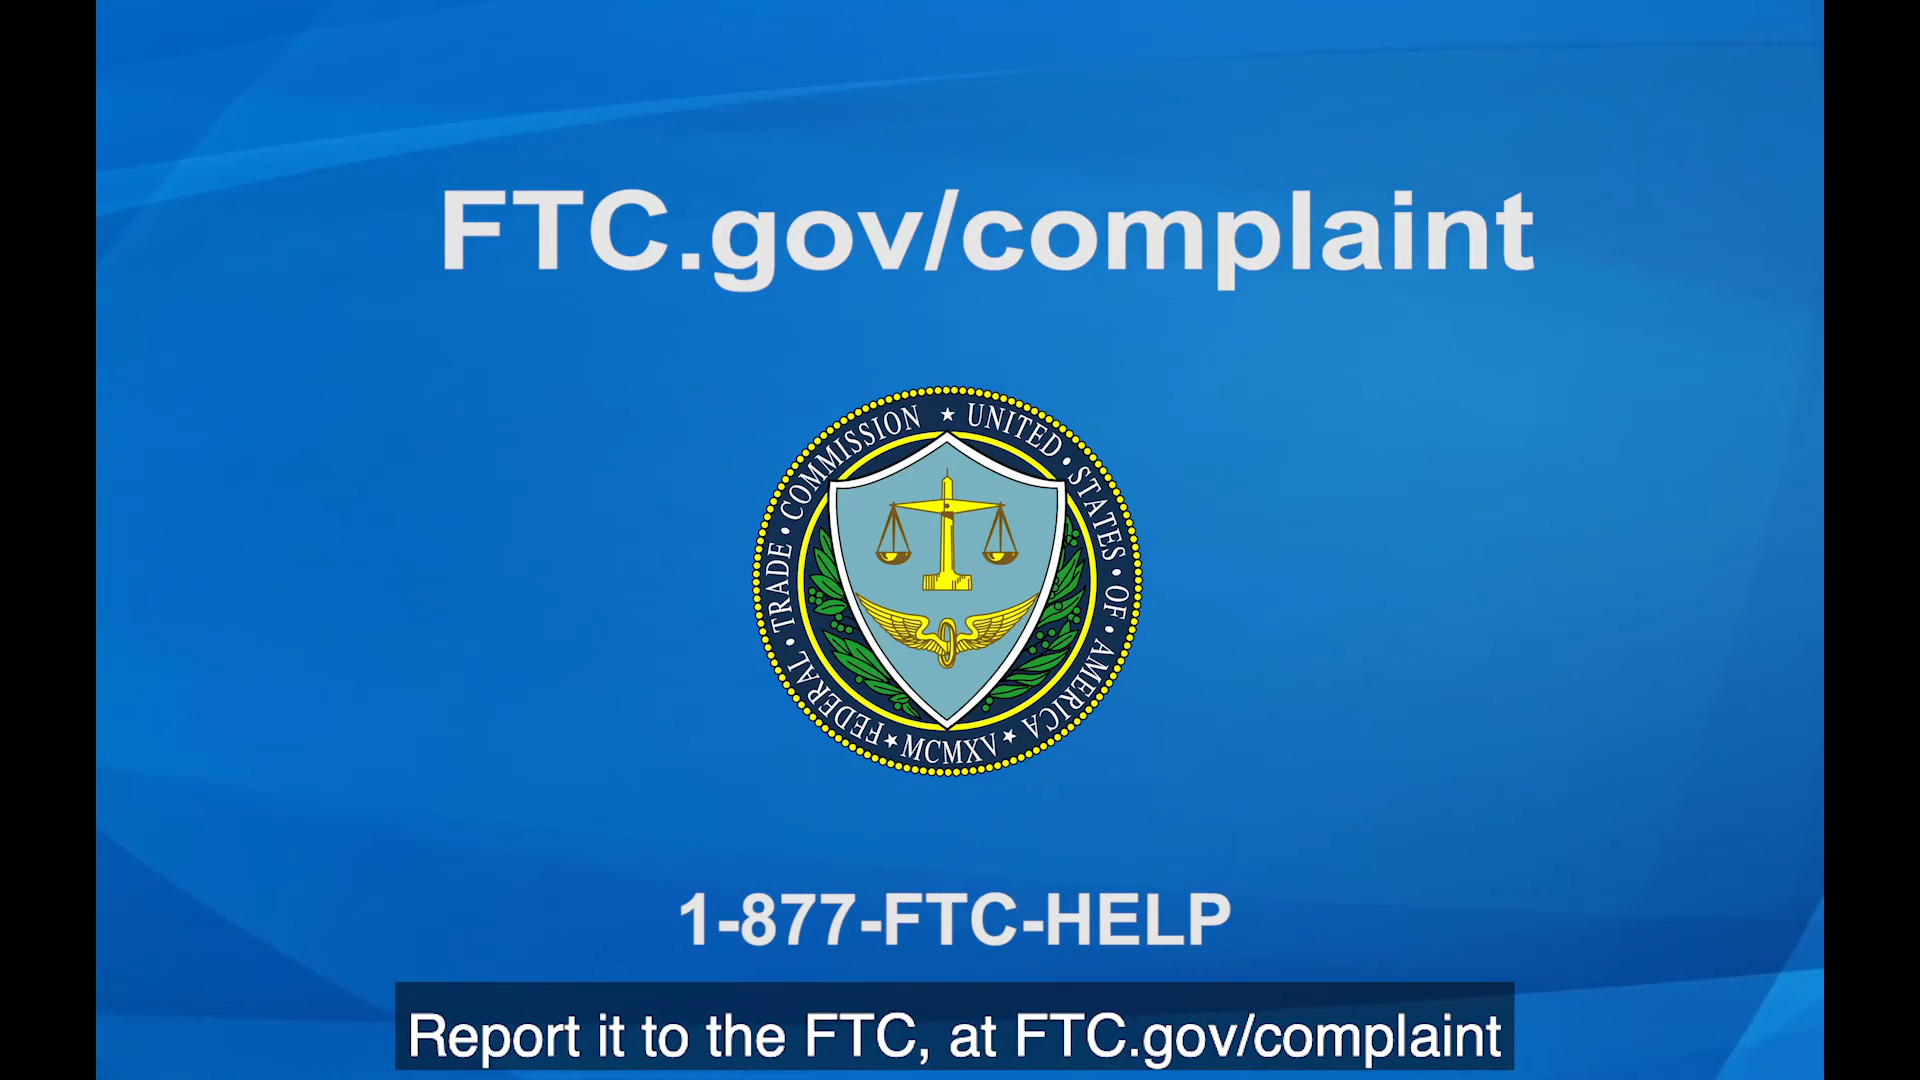 FTC.gov/complaint
FEDERAL • TRADE • COMMISSION ★ UNITED • STATES • OF • AMERICA
★ MCMXV ★
1-877-FTC-HELP
Report it to the FTC, at FTC.gov/complaint